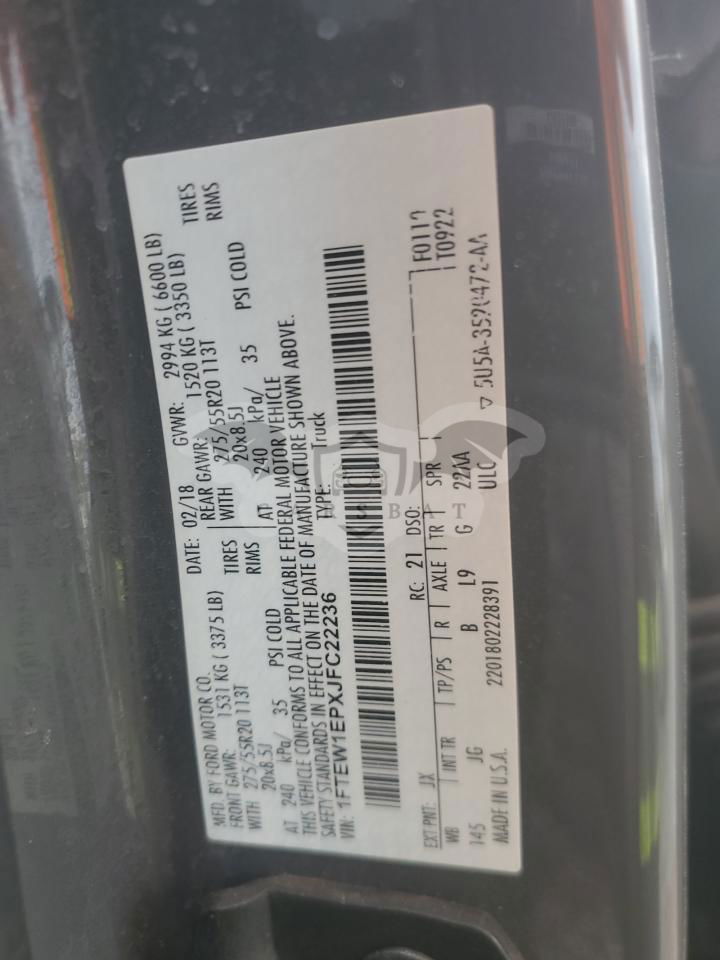 MFD. BY FORD MOTOR CO. DATE: 02/18 GVWR: 2994 KG ( 6600 LB)
FRONT GAWR: 1531 KG ( 3375 LB) REAR GAWR: 1520 KG ( 3350 LB)
WITH 275/55R20 113T TIRES WITH 275/55R20 113T TIRES
20x8.5J RIMS 20x8.5J RIMS
AT 240 kPa/ 35 PSI COLD AT 240 kPa/ 35 PSI COLD
THIS VEHICLE CONFORMS TO ALL APPLICABLE FEDERAL MOTOR VEHICLE
SAFETY STANDARDS IN EFFECT ON THE DATE OF MANUFACTURE SHOWN ABOVE.
VIN: 1FTEW1EPXJFC22236 TYPE: Truck
EXT PNT: JX RC: 21 DSO: F0112
WB INT TR TP/PS R AXLE TR SPR T0922
145 JG B L9 G 22AA
MADE IN U.S.A. 2201802228391 ULC
5U5A-3520472-AA